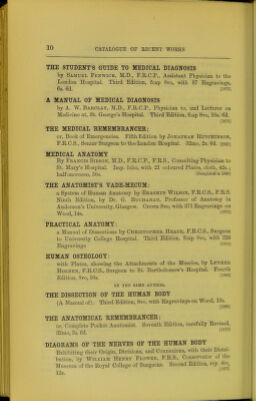 10 CATALOGUE OF RECENT WORKS
THE STUDENT'S GUIDE TO MEDICAL DIAGNOSIS
by SAMUEL FENWICK, M.D., F.R.C.P., Assistant Physician to the
London Hospital. Third Edition, fcap 8vo, with 87 Engravings,
6s. 6d.
A MANUAL OF MEDICAL DIAGNOSIS
by A. W. BARCLAY, M.D., F.R.C.P., Physician to, and Lecturer on
Medicine at, St. George's Hospital. Third Edition, fcap 8vo, 10s. 6d.
THE MEDICAL REMEMBRANCER;
or, Book of Emergencies. Fifth Edition by JONATHAN HUTCHINSON,
F.R.C.S., Senior Surgeon to the London Hospital. 32mo, 2s. 6d.
MEDICAL ANATOMY
By FRANCIS SIBSON, M.D., F.R.C.P., F.R.S., Consulting Physician to
St. Mary's Hospital. Imp. folio, with 21 coloured Plates, cloth, 42s.;
half-morocco, 50s.
THE ANATOMIST'S VADE-MECUM:
a System of Human Anatomy by ERASMUS WILSON, F.R.C.S., F.R.S.
Ninth Edition, by Dr. G. BUCHANAN, Professor of Anatomy in
Anderson's University, Glasgow. Crown 8vo, with 371 Engravings on
Wood, 14s.
PRACTICAL ANATOMY:
a Manual of Dissections by CHRISTOPHER HEATH, F.R.C.S., Surgeon
to University College Hospital. Third Edition, fcap 8vo, with 226
Engravings
HUMAN OSTEOLOGY:
with Plates, showing the Attachments of the Muscles, by LUTHER
HOLDEN, F.R.C.S., Surgeon to St. Bartholomew's Hospital. Fourth
Edition, 8vo, 16s.
BY THE SAME AUTHOR.
THE DISSECTION OF THE HUMAN BODY
(A Manual of). Third Edition, 8vo, with Engravings on Wood, 16s.
THE ANATOMICAL REMEMBRANCER;
or, Complete Pocket Anatomist. Seventh Edition, carefully Revised,
32mo, 3s. 6d.
DIAGRAMS OF THE NERVES OF THE HUMAN BODY
Exhibiting their Origin, Divisions, and Connexions, with their Distri-
bution, by WILLIAM HENRY FLOWER, F.R.S., Conservator of the
Museum of the Royal College of Surgeons. Second Edition, roy. 4to,
12s.